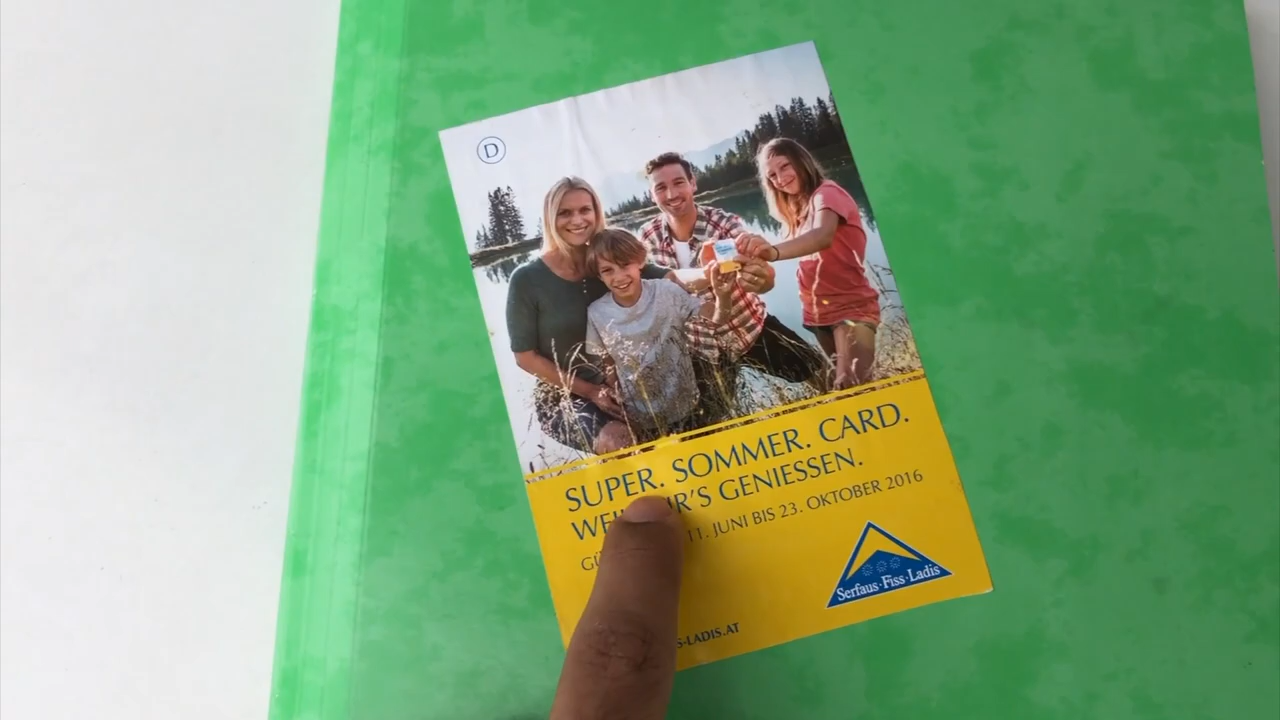 D
SUPER. SOMMER. CARD.
GENIESSEN.
11. JUNI BIS 23. OKTOBER 2016
Serfaus·Fiss·Ladis
S-LADIS.AT